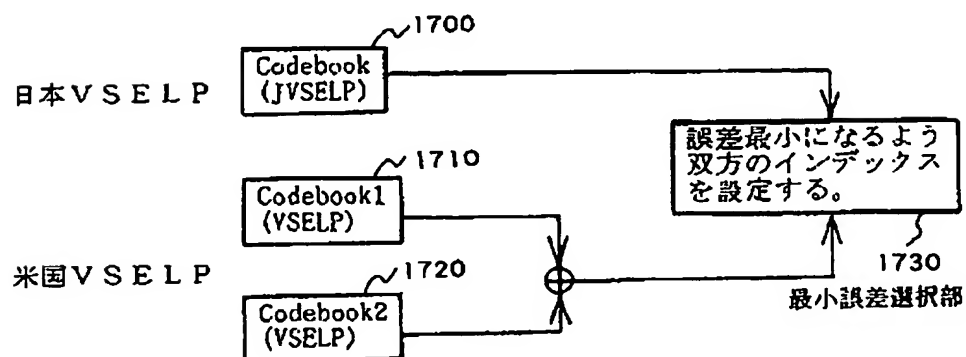 1700
日本VSELP
Codebook
(JVSELP)
誤差最小になるよう
双方のインデックス
を設定する。
1710
Codebook1
(VSELP)
1730
最小誤差選択部
米国VSELP
1720
Codebook2
(VSELP)